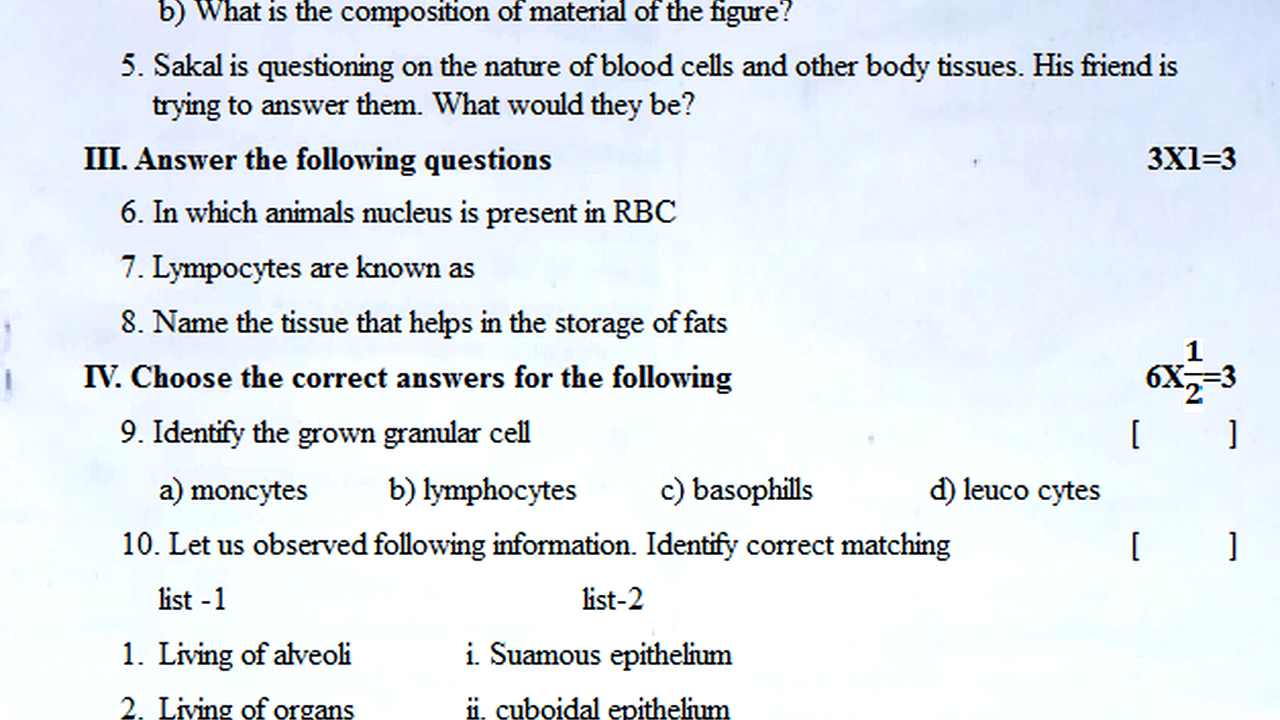 b) What is the composition of material of the figure?
5. Sakal is questioning on the nature of blood cells and other body tissues. His friend is
trying to answer them. What would they be?
III. Answer the following questions 3X1=3
6. In which animals nucleus is present in RBC
7. Lympocytes are known as
8. Name the tissue that helps in the storage of fats
IV. Choose the correct answers for the following 6X1/2=3
9. Identify the grown granular cell [ ]
a) moncytes b) lymphocytes c) basophills d) leuco cytes
10. Let us observed following information. Identify correct matching [ ]
list -1 list-2
1. Living of alveoli i. Suamous epithelium
2. Living of organs ii. cuboidal epithelium